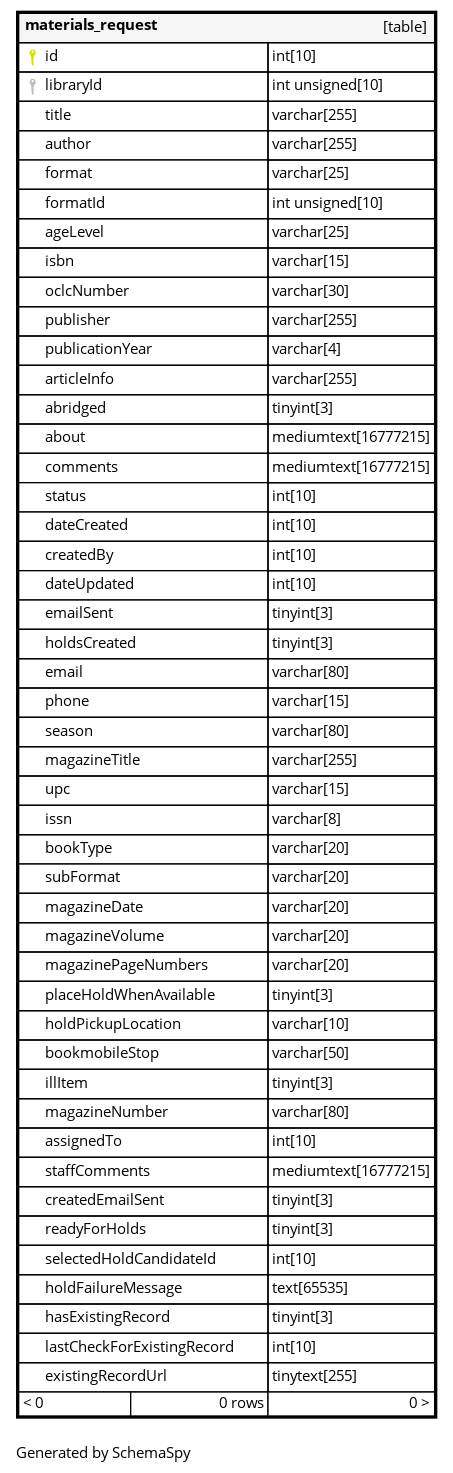 materials_request [table]
id int[10]
libraryId int unsigned[10]
title varchar[255]
author varchar[255]
format varchar[25]
formatId int unsigned[10]
ageLevel varchar[25]
isbn varchar[15]
oclcNumber varchar[30]
publisher varchar[255]
publicationYear varchar[4]
articleInfo varchar[255]
abridged tinyint[3]
about mediumtext[16777215]
comments mediumtext[16777215]
status int[10]
dateCreated int[10]
createdBy int[10]
dateUpdated int[10]
emailSent tinyint[3]
holdsCreated tinyint[3]
email varchar[80]
phone varchar[15]
season varchar[80]
magazineTitle varchar[255]
upc varchar[15]
issn varchar[8]
bookType varchar[20]
subFormat varchar[20]
magazineDate varchar[20]
magazineVolume varchar[20]
magazinePageNumbers varchar[20]
placeHoldWhenAvailable tinyint[3]
holdPickupLocation varchar[10]
bookmobileStop varchar[50]
illItem tinyint[3]
magazineNumber varchar[80]
assignedTo int[10]
staffComments mediumtext[16777215]
createdEmailSent tinyint[3]
readyForHolds tinyint[3]
selectedHoldCandidateId int[10]
holdFailureMessage text[65535]
hasExistingRecord tinyint[3]
lastCheckForExistingRecord int[10]
existingRecordUrl tinytext[255]
< 0 0 rows 0 >
Generated by SchemaSpy